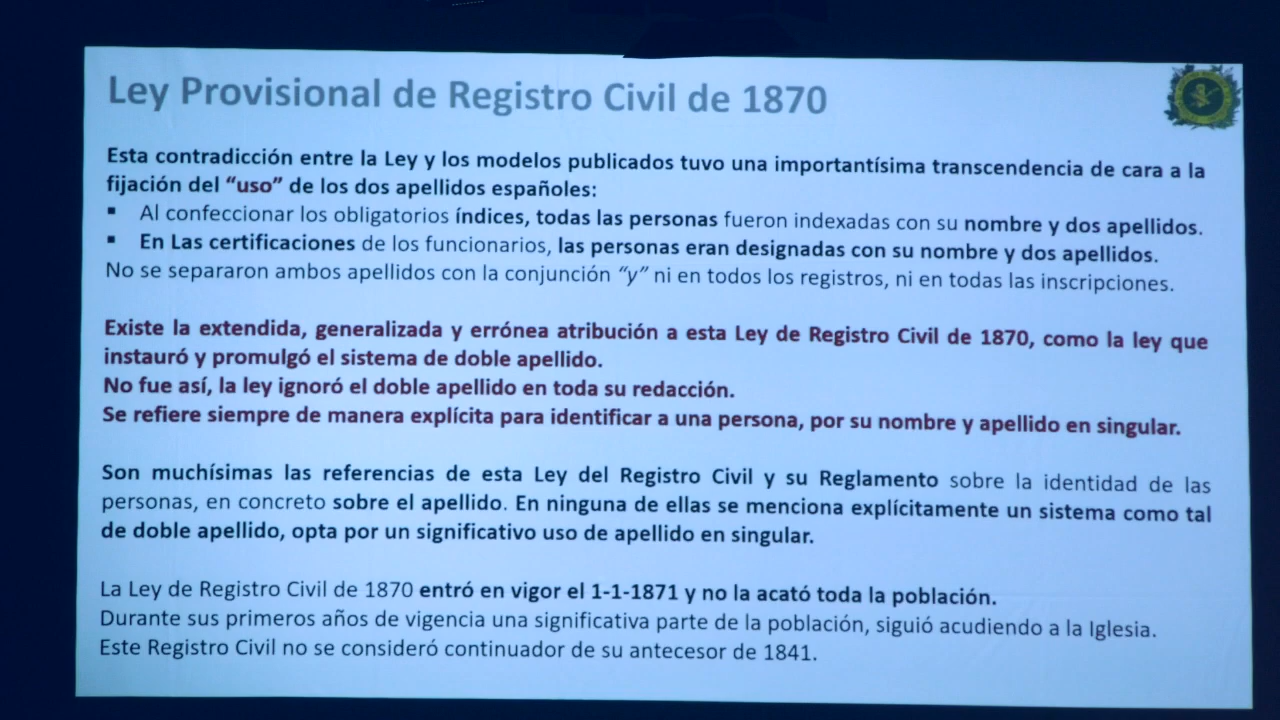 Ley Provisional de Registro Civil de 1870
Esta contradicción entre la Ley y los modelos publicados tuvo una importantísima transcendencia de cara a la
fijación del “uso” de los dos apellidos españoles:
▪ Al confeccionar los obligatorios índices, todas las personas fueron indexadas con su nombre y dos apellidos.
▪ En Las certificaciones de los funcionarios, las personas eran designadas con su nombre y dos apellidos.
No se separaron ambos apellidos con la conjunción “y” ni en todos los registros, ni en todas las inscripciones.
Existe la extendida, generalizada y errónea atribución a esta Ley de Registro Civil de 1870, como la ley que
instauró y promulgó el sistema de doble apellido.
No fue así, la ley ignoró el doble apellido en toda su redacción.
Se refiere siempre de manera explícita para identificar a una persona, por su nombre y apellido en singular.
Son muchísimas las referencias de esta Ley del Registro Civil y su Reglamento sobre la identidad de las
personas, en concreto sobre el apellido. En ninguna de ellas se menciona explícitamente un sistema como tal
de doble apellido, opta por un significativo uso de apellido en singular.
La Ley de Registro Civil de 1870 entró en vigor el 1-1-1871 y no la acató toda la población.
Durante sus primeros años de vigencia una significativa parte de la población, siguió acudiendo a la Iglesia.
Este Registro Civil no se consideró continuador de su antecesor de 1841.